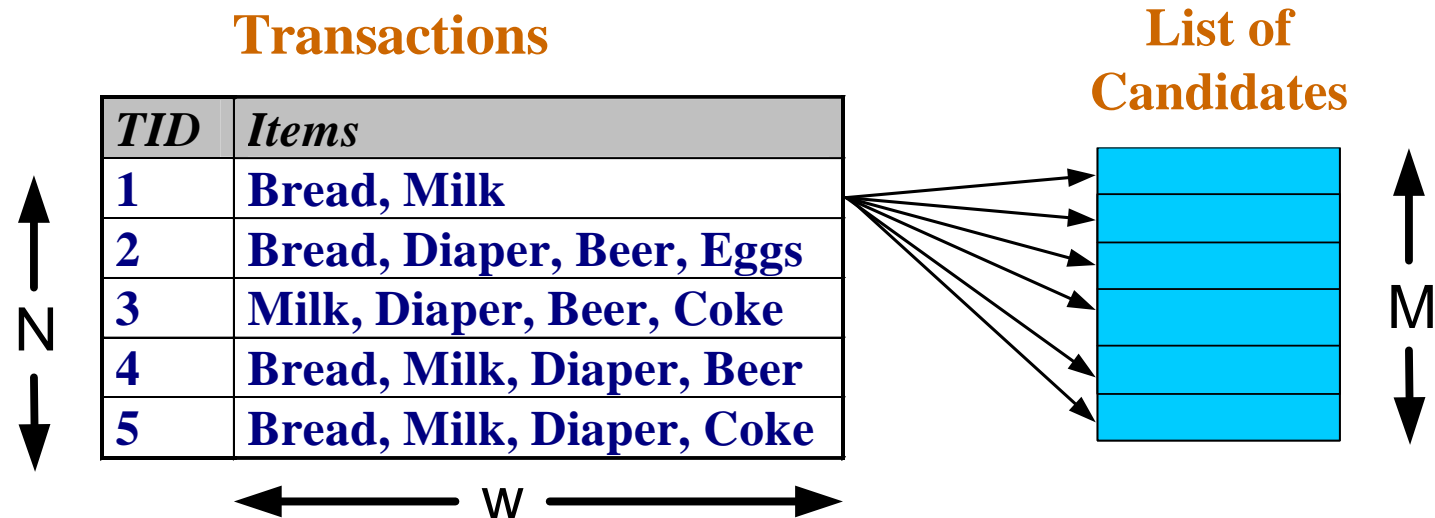 Transactions
List of
Candidates
TID Items
1 Bread, Milk
2 Bread, Diaper, Beer, Eggs
3 Milk, Diaper, Beer, Coke
4 Bread, Milk, Diaper, Beer
5 Bread, Milk, Diaper, Coke
N
M
w